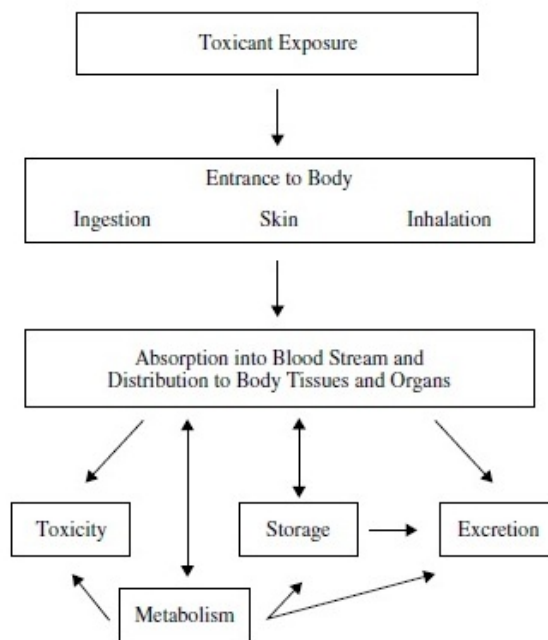 Toxicant Exposure
Entrance to Body
Ingestion Skin Inhalation
Absorption into Blood Stream and
Distribution to Body Tissues and Organs
Toxicity Storage Excretion
Metabolism